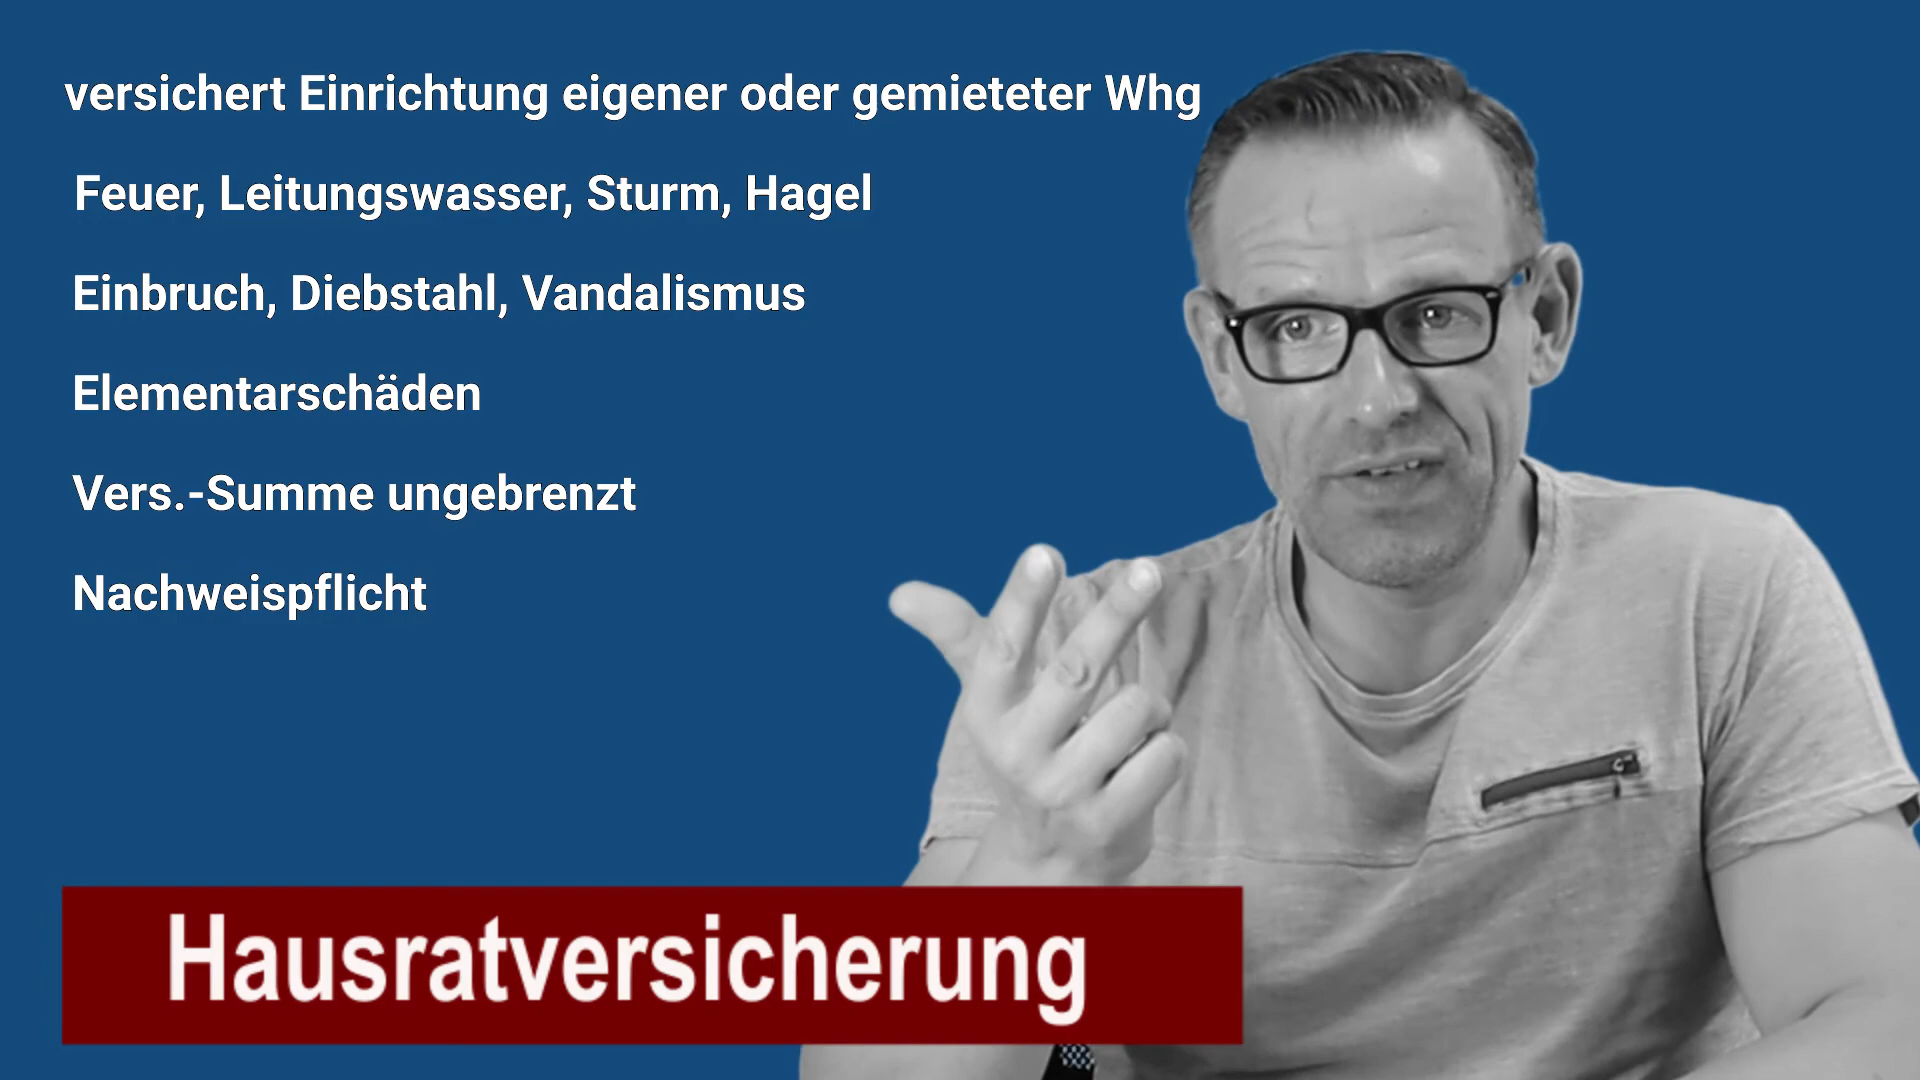 versichert Einrichtung eigener oder gemieteter Whg
Feuer, Leitungswasser, Sturm, Hagel
Einbruch, Diebstahl, Vandalismus
Elementarschäden
Vers.-Summe ungebrenzt
Nachweispflicht
Hausratversicherung